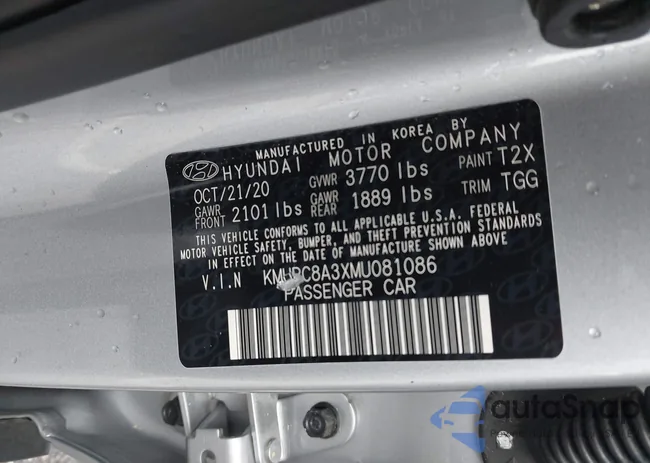 MANUFACTURED IN KOREA BY
HYUNDAI MOTOR COMPANY
OCT/21/20 GVWR 3770 lbs PAINT T2X
GAWR FRONT 2101 lbs GAWR REAR 1889 lbs TRIM TGG
THIS VEHICLE CONFORMS TO ALL APPLICABLE U.S.A. FEDERAL
MOTOR VEHICLE SAFETY, BUMPER, AND THEFT PREVENTION STANDARDS
IN EFFECT ON THE DATE OF MANUFACTURE SHOWN ABOVE
V.I.N
PASSENGER CAR
autoSnap